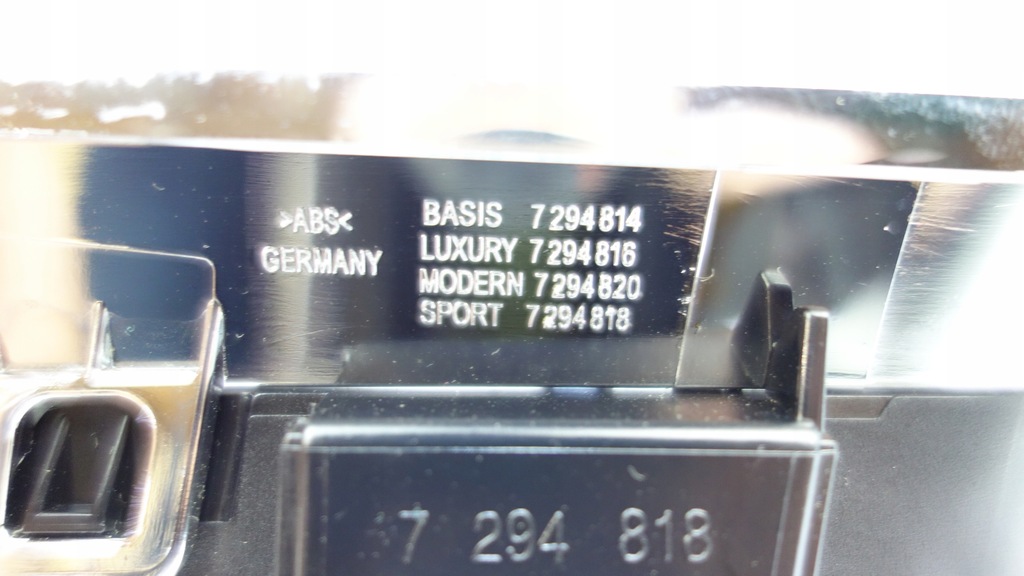 >ABS<
GERMANY
BASIS 7 294 814
LUXURY 7 294 816
MODERN 7 294 820
SPORT 7 294 818
7 294 818